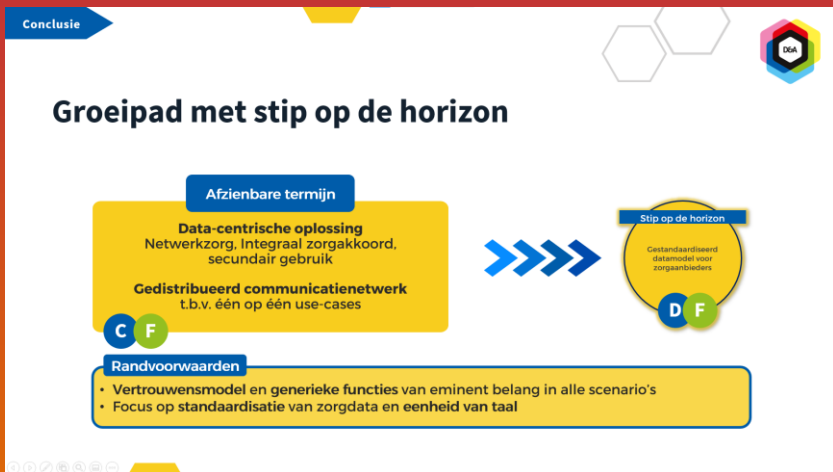 Conclusie
D&A
Groeipad met stip op de horizon
Afzienbare termijn
Data-centrische oplossing
Netwerkzorg, Integraal zorgakkoord,
secundair gebruik
Gedistribueerd communicatienetwerk
t.b.v. één op één use-cases
C F
Stip op de horizon
Gestandaardiseerd
datamodel voor
zorgaanbieders
D F
Randvoorwaarden
• Vertrouwensmodel en generieke functies van eminent belang in alle scenario's
• Focus op standaardisatie van zorgdata en eenheid van taal